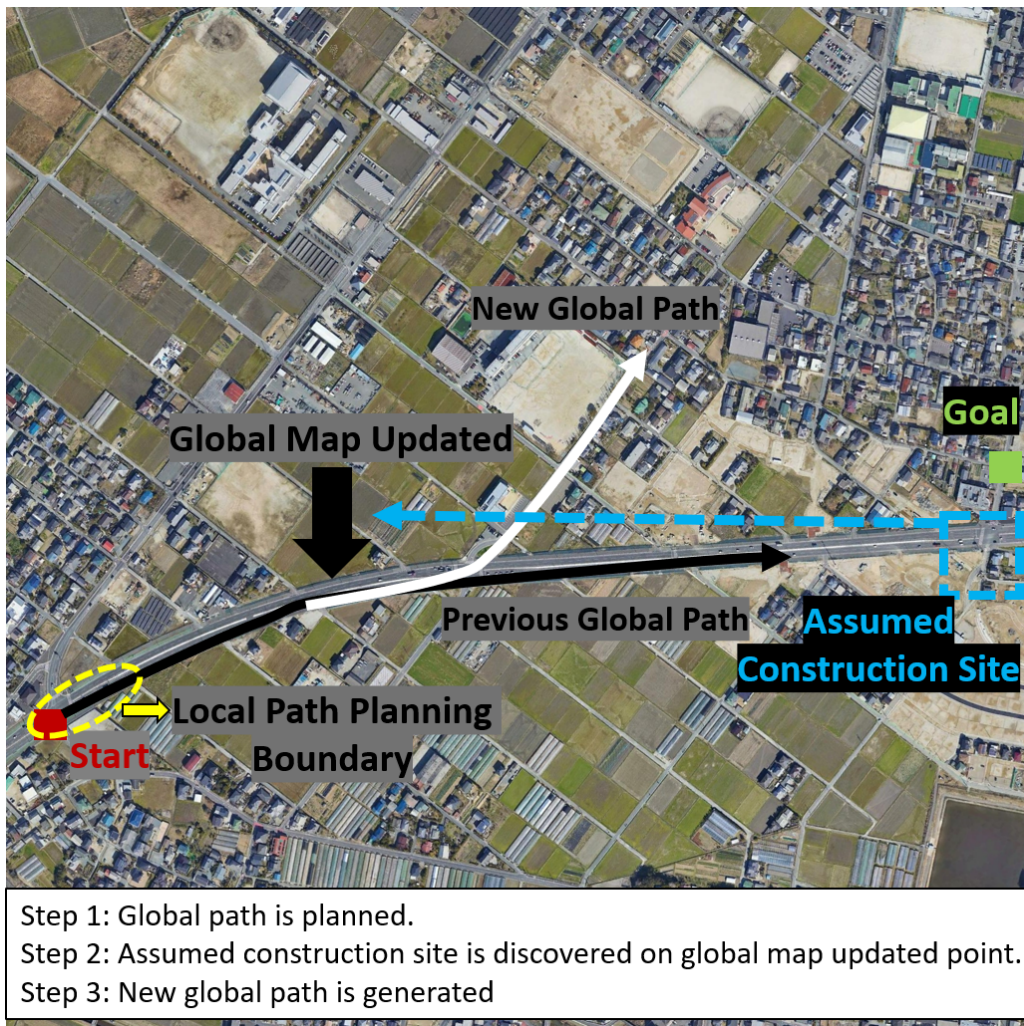 New Global Path
Goal
Global Map Updated
Previous Global Path
Assumed
Construction Site
Local Path Planning
Boundary
Start
Step 1: Global path is planned.
Step 2: Assumed construction site is discovered on global map updated point.
Step 3: New global path is generated